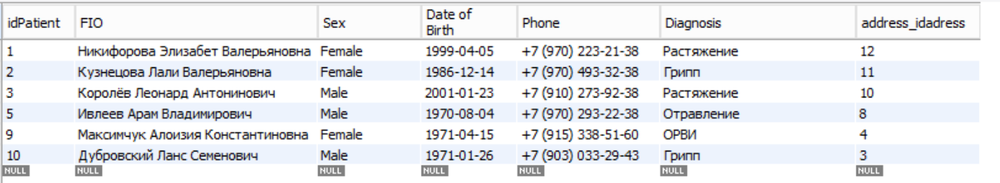 idPatient FIO Sex Date of Birth Phone Diagnosis address_idadress
1 Никифорова Элизабет Валерьяновна Female 1999-04-05 +7 (970) 223-21-38 Растяжение 12
2 Кузнецова Лали Валерьяновна Female 1986-12-14 +7 (970) 493-32-38 Грипп 11
3 Королёв Леонард Антонинович Male 2001-01-23 +7 (910) 273-92-38 Растяжение 10
5 Ивлеев Арам Владимирович Male 1970-08-04 +7 (970) 293-22-38 Отравление 8
9 Максимчук Алоизия Константиновна Female 1971-04-15 +7 (915) 338-51-60 ОРВИ 4
10 Дубровский Ланс Семенович Male 1971-01-26 +7 (903) 033-29-43 Грипп 3
NULL NULL NULL NULL NULL NULL NULL